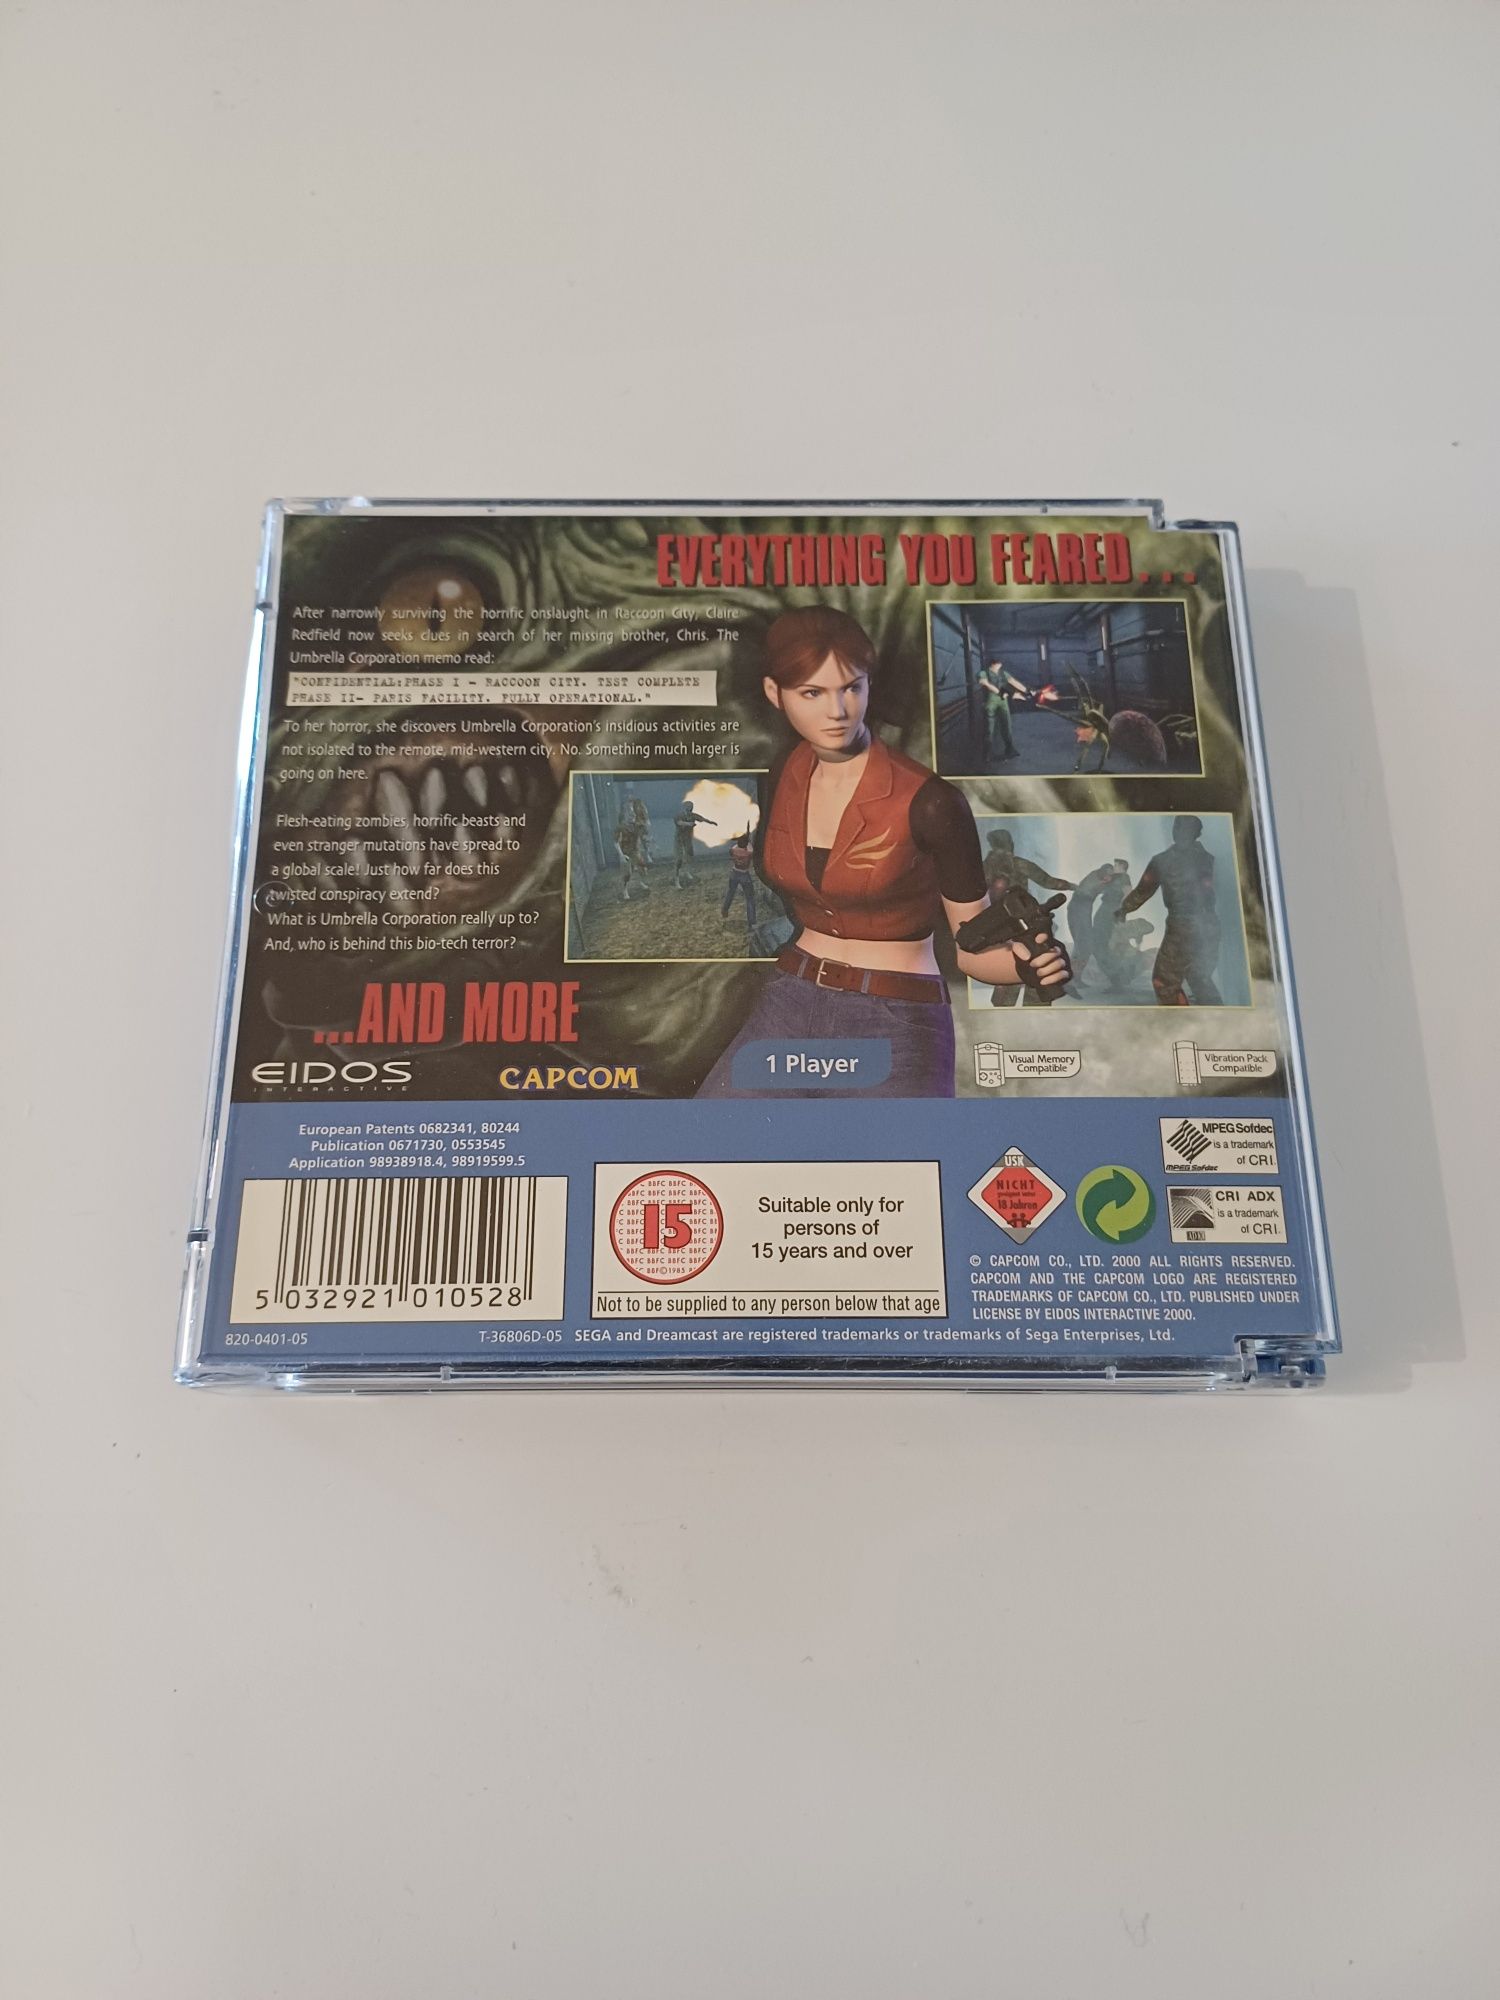 EVERYTHING YOU FEARED...
After narrowly surviving the horrific onslaught in Raccoon City, Claire
Redfield now seeks clues in search of her missing brother, Chris. The
Umbrella Corporation memo read:
"CONFIDENTIAL:PHASE I - RACCOON CITY. TEST COMPLETE
PHASE II- PARIS FACILITY. FULLY OPERATIONAL."
To her horror, she discovers Umbrella Corporation's insidious activities are
not isolated to the remote, mid-western city. No. Something much larger is
going on here.
Flesh-eating zombies, horrific beasts and
even stranger mutations have spread to
a global scale! Just how far does this
twisted conspiracy extend?
What is Umbrella Corporation really up to?
And, who is behind this bio-tech terror?
...AND MORE
EIDOS
INTERACTIVE
CAPCOM
1 Player
Visual Memory
Compatible
Vibration Pack
Compatible
European Patents 0682341, 80244
Publication 0671730, 0553545
Application 98938918.4, 98919599.5
5 032921 010528
820-0401-05
T-36806D-05
15
Suitable only for
persons of
15 years and over
Not to be supplied to any person below that age
USK
NICHT
geeignet unter
18 Jahren
MPEG Sofdec
MPEG Sofdec
is a trademark
of CRI.
ADX
CRI ADX
is a trademark
of CRI.
© CAPCOM CO., LTD. 2000 ALL RIGHTS RESERVED.
CAPCOM AND THE CAPCOM LOGO ARE REGISTERED
TRADEMARKS OF CAPCOM CO., LTD. PUBLISHED UNDER
LICENSE BY EIDOS INTERACTIVE 2000.
SEGA and Dreamcast are registered trademarks or trademarks of Sega Enterprises, Ltd.